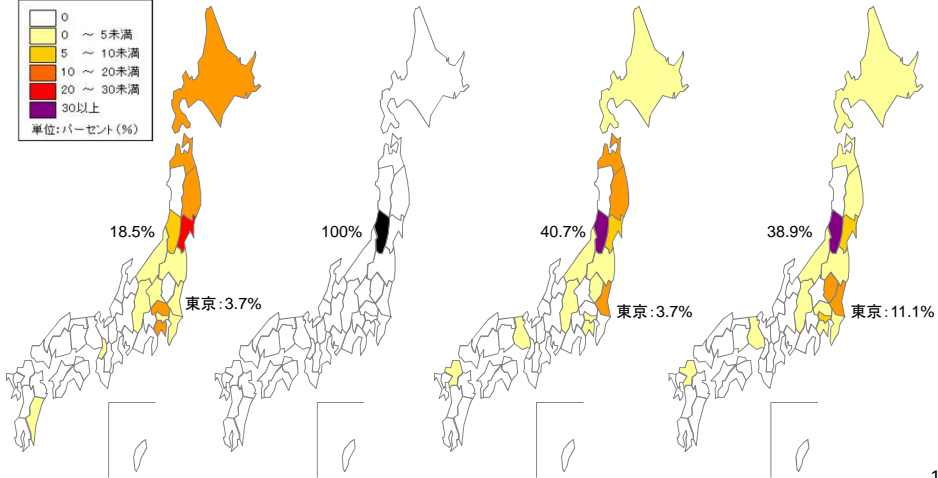 0
0 ～ 5未満
5 ～ 10未満
10 ～ 20未満
20 ～ 30未満
30以上
単位：パーセント（%）
18.5%
100%
40.7%
38.9%
東京：3.7%
東京：3.7%
東京：11.1%
1